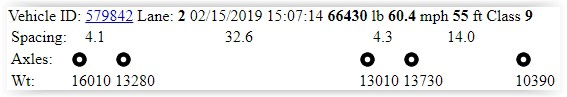 Vehicle ID: 579842 Lane: 2 02/15/2019 15:07:14 66430 lb 60.4 mph 55 ft Class 9
Spacing: 4.1 32.6 4.3 14.0
Axles:
Wt: 16010 13280 13010 13730 10390